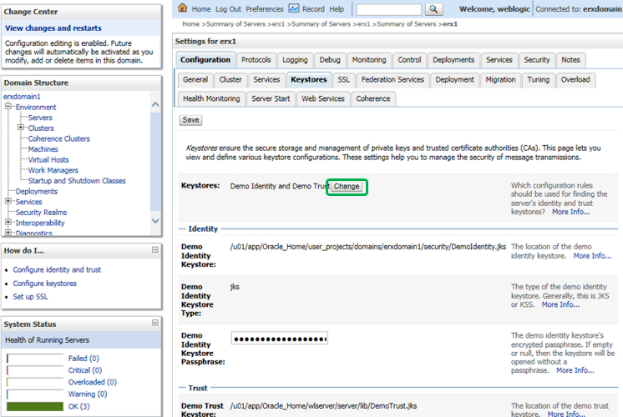 Change Center
View changes and restarts
Configuration editing is enabled. Future
changes will automatically be activated as you
modify, add or delete items in this domain.
Domain Structure
erxdomain1
Environment
Servers
Clusters
Coherence Clusters
Machines
Virtual Hosts
Work Managers
Startup and Shutdown Classes
Deployments
Services
Security Realms
Interoperability
Diagnostics
How do I...
Configure identity and trust
Configure keystores
Set up SSL
System Status
Health of Running Servers
Failed (0)
Critical (0)
Overloaded (0)
Warning (0)
OK (3)
Home Log Out Preferences Record Help
Welcome, weblogic Connected to: erxdomain
Home >Summary of Servers >erx1 >Summary of Servers >erx1 >Summary of Servers >erx1
Settings for erx1
Configuration Protocols Logging Debug Monitoring Control Deployments Services Security Notes
General Cluster Services Keystores SSL Federation Services Deployment Migration Tuning Overload
Health Monitoring Server Start Web Services Coherence
Save
Keystores ensure the secure storage and management of private keys and trusted certificate authorities (CAs). This page lets you
view and define various keystore configurations. These settings help you to manage the security of message transmissions.
Keystores: Demo Identity and Demo Trust Change
Which configuration rules
should be used for finding the
server's identity and trust
keystores? More Info...
Identity
Demo
Identity
Keystore:
/u01/app/Oracle_Home/user_projects/domains/erxdomain1/security/DemoIdentity.jks
The location of the demo
identity keystore. More Info...
Demo
Identity
Keystore
Type:
jks
The type of the demo identity
keystore. Generally, this is JKS
or KSS. More Info...
Demo
Identity
Keystore
Passphrase:
The demo identity keystore's
encrypted passphrase. If empty
or null, then the keystore will be
opened without a
passphrase. More Info...
Trust
Demo Trust
Keystore:
/u01/app/Oracle_Home/wlserver/server/lib/DemoTrust.jks
The location of the demo trust
keystore. More Info...